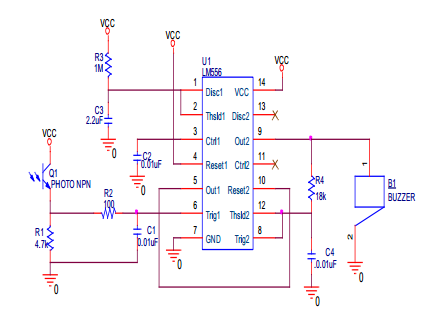 VCC
VCC
R3
1M
U1
LM556
VCC
1
Disc1
VCC
14
2
Thsld1
Disc2
13
C3
2.2uF
3
Ctrl1
Out2
9
0
C2
0.01uF
4
Reset1
Ctrl2
11
1
VCC
0
Q1
PHOTO NPN
5
Out1
Reset2
10
R4
18k
B1
BUZZER
R2
100
6
Trig1
Thsld2
12
R1
4.7k
C1
0.01uF
7
GND
Trig2
8
2
0
C4
.0.01uF
0
0
0